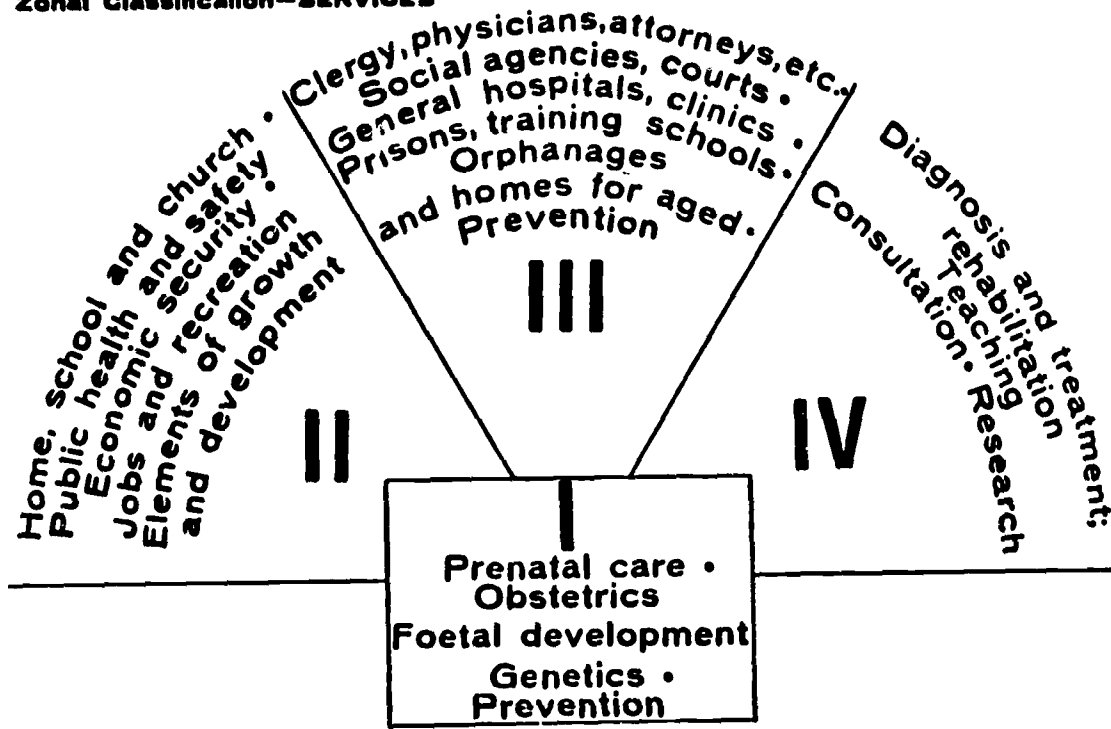 Zonal Classification—SERVICES
Home, school and church •
Public health and safety
Economic security •
Jobs and recreation
Elements of growth
and development
II
Clergy, physicians, attorneys, etc.•
Social agencies, courts •
General hospitals, clinics •
Prisons, training schools •
Orphanages
and homes for aged •
Prevention
III
Diagnosis and treatment;
rehabilitation
Teaching
Consultation • Research
IV
I
Prenatal care •
Obstetrics
Foetal development
Genetics •
Prevention